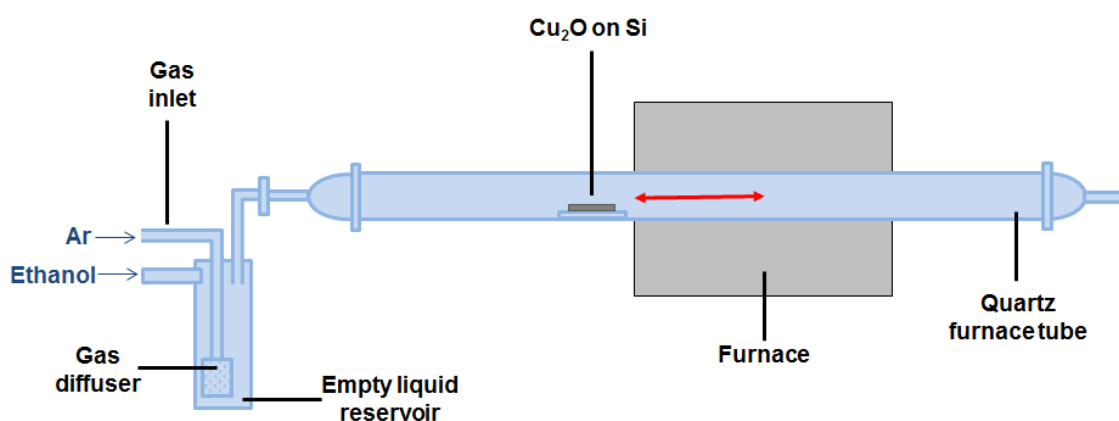 Cu₂O on Si
Gas
inlet
Ar
Ethanol
Gas
diffuser
Empty liquid
reservoir
Furnace
Quartz
furnace tube